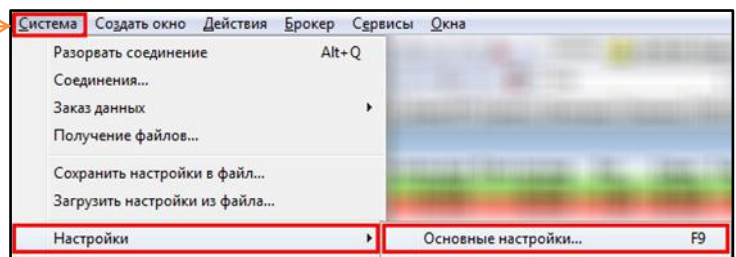 Система Создать окно Действия Брокер Сервисы Окна
Разорвать соединение Alt+Q
Соединения...
Заказ данных
Получение файлов...
Сохранить настройки в файл...
Загрузить настройки из файла...
Настройки Основные настройки... F9